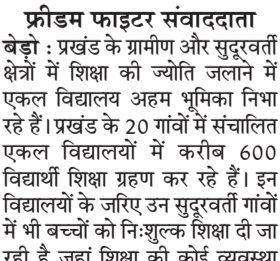 फ्रीडम फाइटर संवाददाता
बेड़ो : प्रखंड के ग्रामीण और सुदूरवर्ती
क्षेत्रों में शिक्षा की ज्योति जलाने में
एकल विद्यालय अहम भूमिका निभा
रहे हैं। प्रखंड के 20 गांवों में संचालित
एकल विद्यालयों में करीब 600
विद्यार्थी शिक्षा ग्रहण कर रहे हैं। इन
विद्यालयों के जरिए उन सुदूरवर्ती गांवों
में भी बच्चों को निःशुल्क शिक्षा दी जा
रही है जहां शिक्षा की कोई व्यवस्था